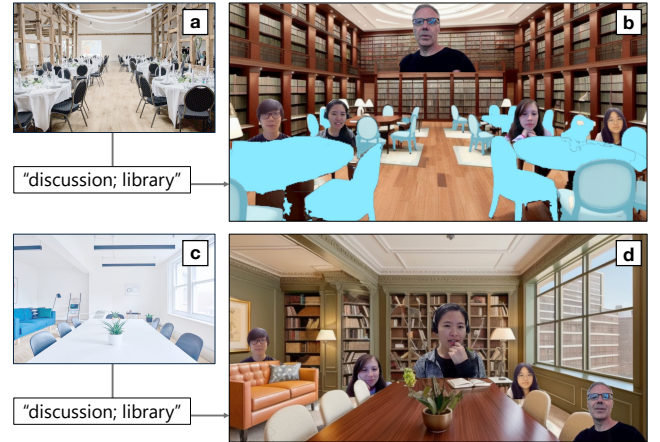 a
b
“discussion; library”
c
d
“discussion; library”